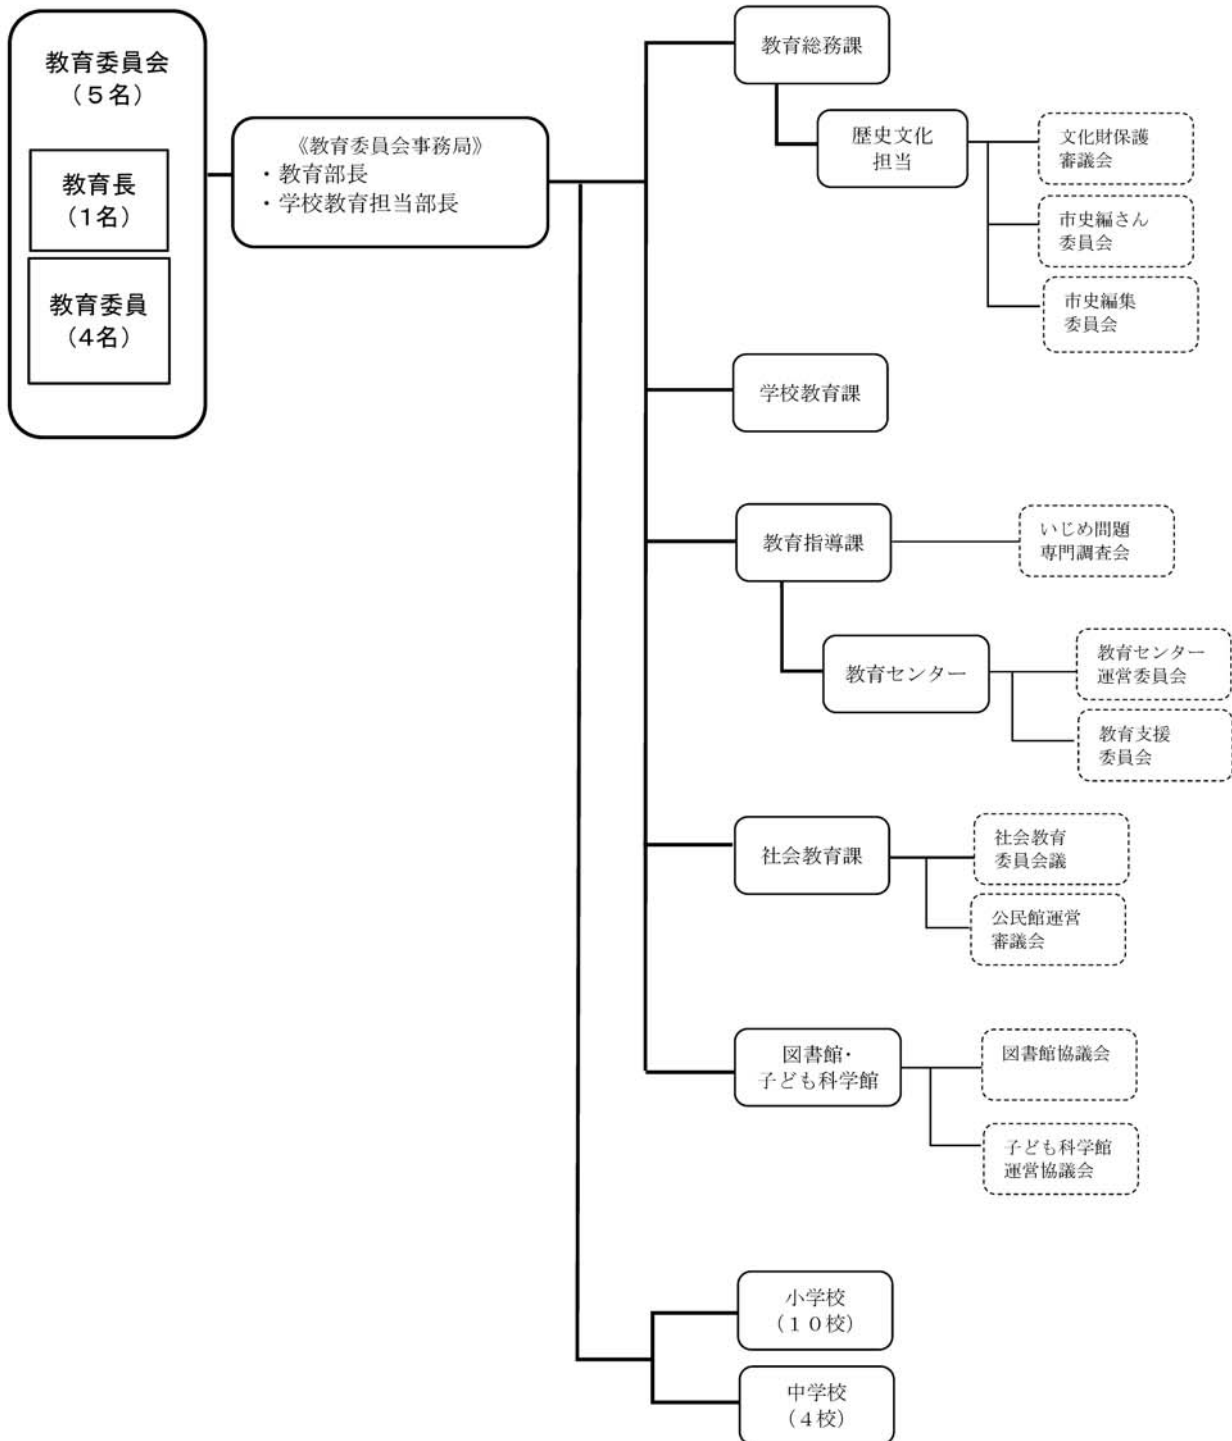 教育委員会
（５名）
教育長
（１名）
教育委員
（４名）
《教育委員会事務局》
・教育部長
・学校教育担当部長
教育総務課
歴史文化
担当
文化財保護
審議会
市史編さん
委員会
市史編集
委員会
学校教育課
教育指導課
いじめ問題
専門調査会
教育センター
教育センター
運営委員会
教育支援
委員会
社会教育課
社会教育
委員会議
公民館運営
審議会
図書館・
子ども科学館
図書館協議会
子ども科学館
運営協議会
小学校
（１０校）
中学校
（４校）